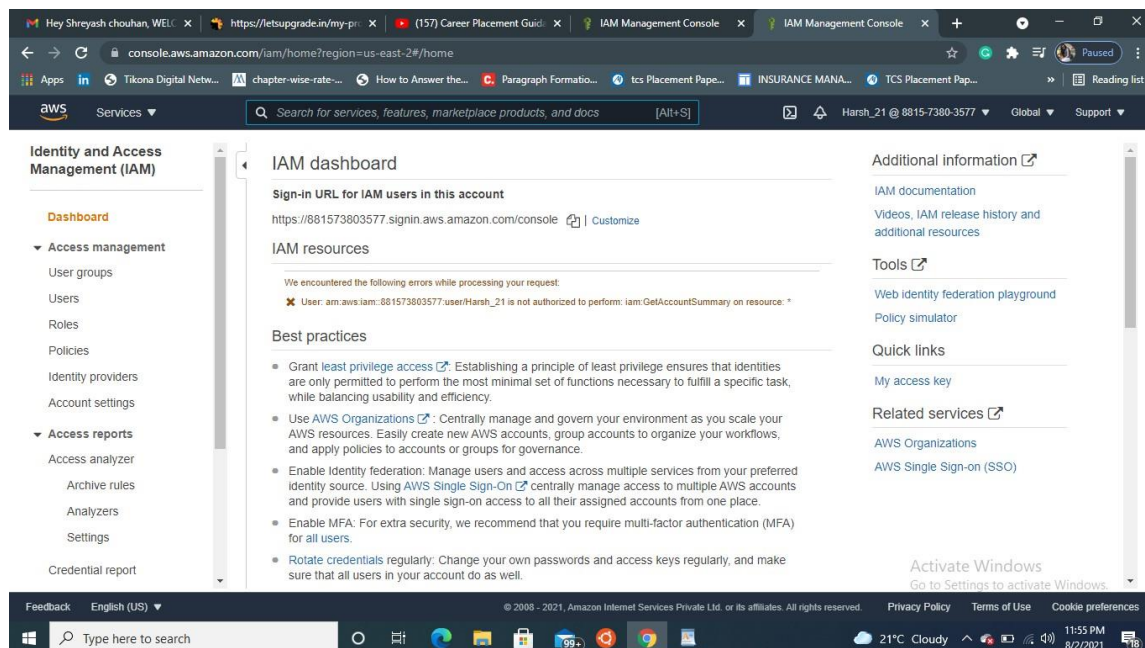 Hey Shreyash chouhan, WELC
https://letsupgrade.in/my-pro
(157) Career Placement Guida
IAM Management Console
IAM Management Console
console.aws.amazon.com/iam/home?region=us-east-2#/home
Paused
Apps
Tikona Digital Netw...
chapter-wise-rate-...
How to Answer the...
Paragraph Formatio...
tcs Placement Pape...
INSURANCE MANA...
TCS Placement Pap...
»
Reading list
aws
Services ▼
Search for services, features, marketplace products, and docs
[Alt+S]
Harsh_21 @ 8815-7380-3577 ▼
Global ▼
Support ▼
Identity and Access
Management (IAM)
Dashboard
Access management
User groups
Users
Roles
Policies
Identity providers
Account settings
Access reports
Access analyzer
Archive rules
Analyzers
Settings
Credential report
IAM dashboard
Sign-in URL for IAM users in this account
https://881573803577.signin.aws.amazon.com/console | Customize
IAM resources
We encountered the following errors while processing your request:
User: arn:aws:iam::881573803577:user/Harsh_21 is not authorized to perform: iam:GetAccountSummary on resource: *
Best practices
Grant least privilege access: Establishing a principle of least privilege ensures that identities
are only permitted to perform the most minimal set of functions necessary to fulfill a specific task,
while balancing usability and efficiency.
Use AWS Organizations : Centrally manage and govern your environment as you scale your
AWS resources. Easily create new AWS accounts, group accounts to organize your workflows,
and apply policies to accounts or groups for governance.
Enable Identity federation: Manage users and access across multiple services from your preferred
identity source. Using AWS Single Sign-On centrally manage access to multiple AWS accounts
and provide users with single sign-on access to all their assigned accounts from one place.
Enable MFA: For extra security, we recommend that you require multi-factor authentication (MFA)
for all users.
Rotate credentials regularly: Change your own passwords and access keys regularly, and make
sure that all users in your account do as well.
Additional information
IAM documentation
Videos, IAM release history and
additional resources
Tools
Web identity federation playground
Policy simulator
Quick links
My access key
Related services
AWS Organizations
AWS Single Sign-on (SSO)
Activate Windows
Go to Settings to activate Windows.
Feedback
English (US) ▼
© 2008 - 2021, Amazon Internet Services Private Ltd. or its affiliates. All rights reserved.
Privacy Policy
Terms of Use
Cookie preferences
Type here to search
99+
21°C Cloudy
11:55 PM
8/2/2021
18